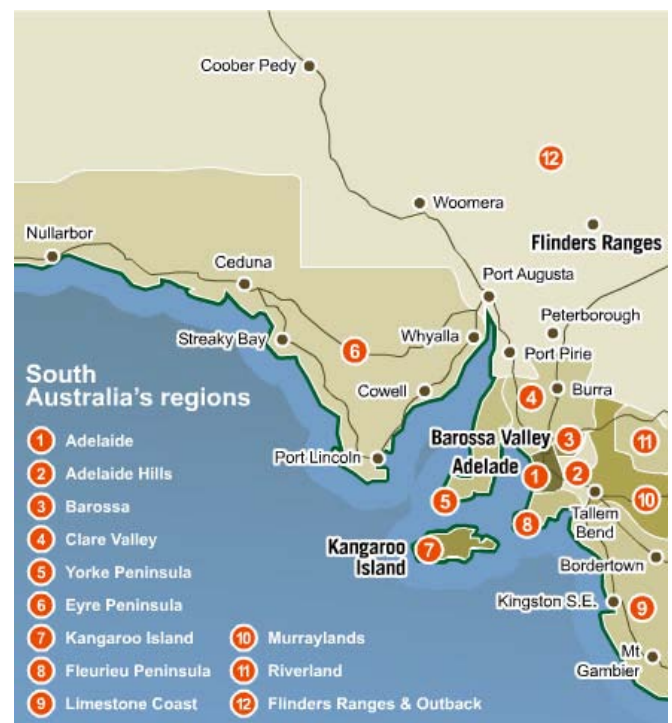 Coober Pedy
12
Woomera
Flinders Ranges
Nullarbor
Ceduna
Port Augusta
Peterborough
Streaky Bay
Whyalla
6
Port Pirie
South
Australia's regions
Cowell
4
Burra
Barossa Valley
3
11
Port Lincoln
Adelade
1
2
10
5
8
Tallem
Bend
Kangaroo
Island
7
Bordertown
Kingston S.E.
9
Mt
Gambier
1 Adelaide
2 Adelaide Hills
3 Barossa
4 Clare Valley
5 Yorke Peninsula
6 Eyre Peninsula
7 Kangaroo Island
8 Fleurieu Peninsula
9 Limestone Coast
10 Murraylands
11 Riverland
12 Flinders Ranges & Outback